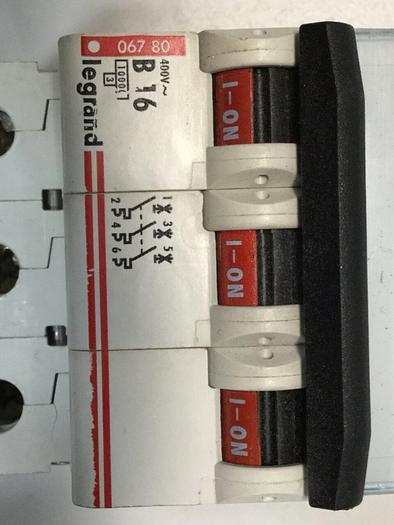 067 80
legrand
B 16
400V~
10000
3
1 3 5
2 4 6
I-ON
I-ON
I-ON